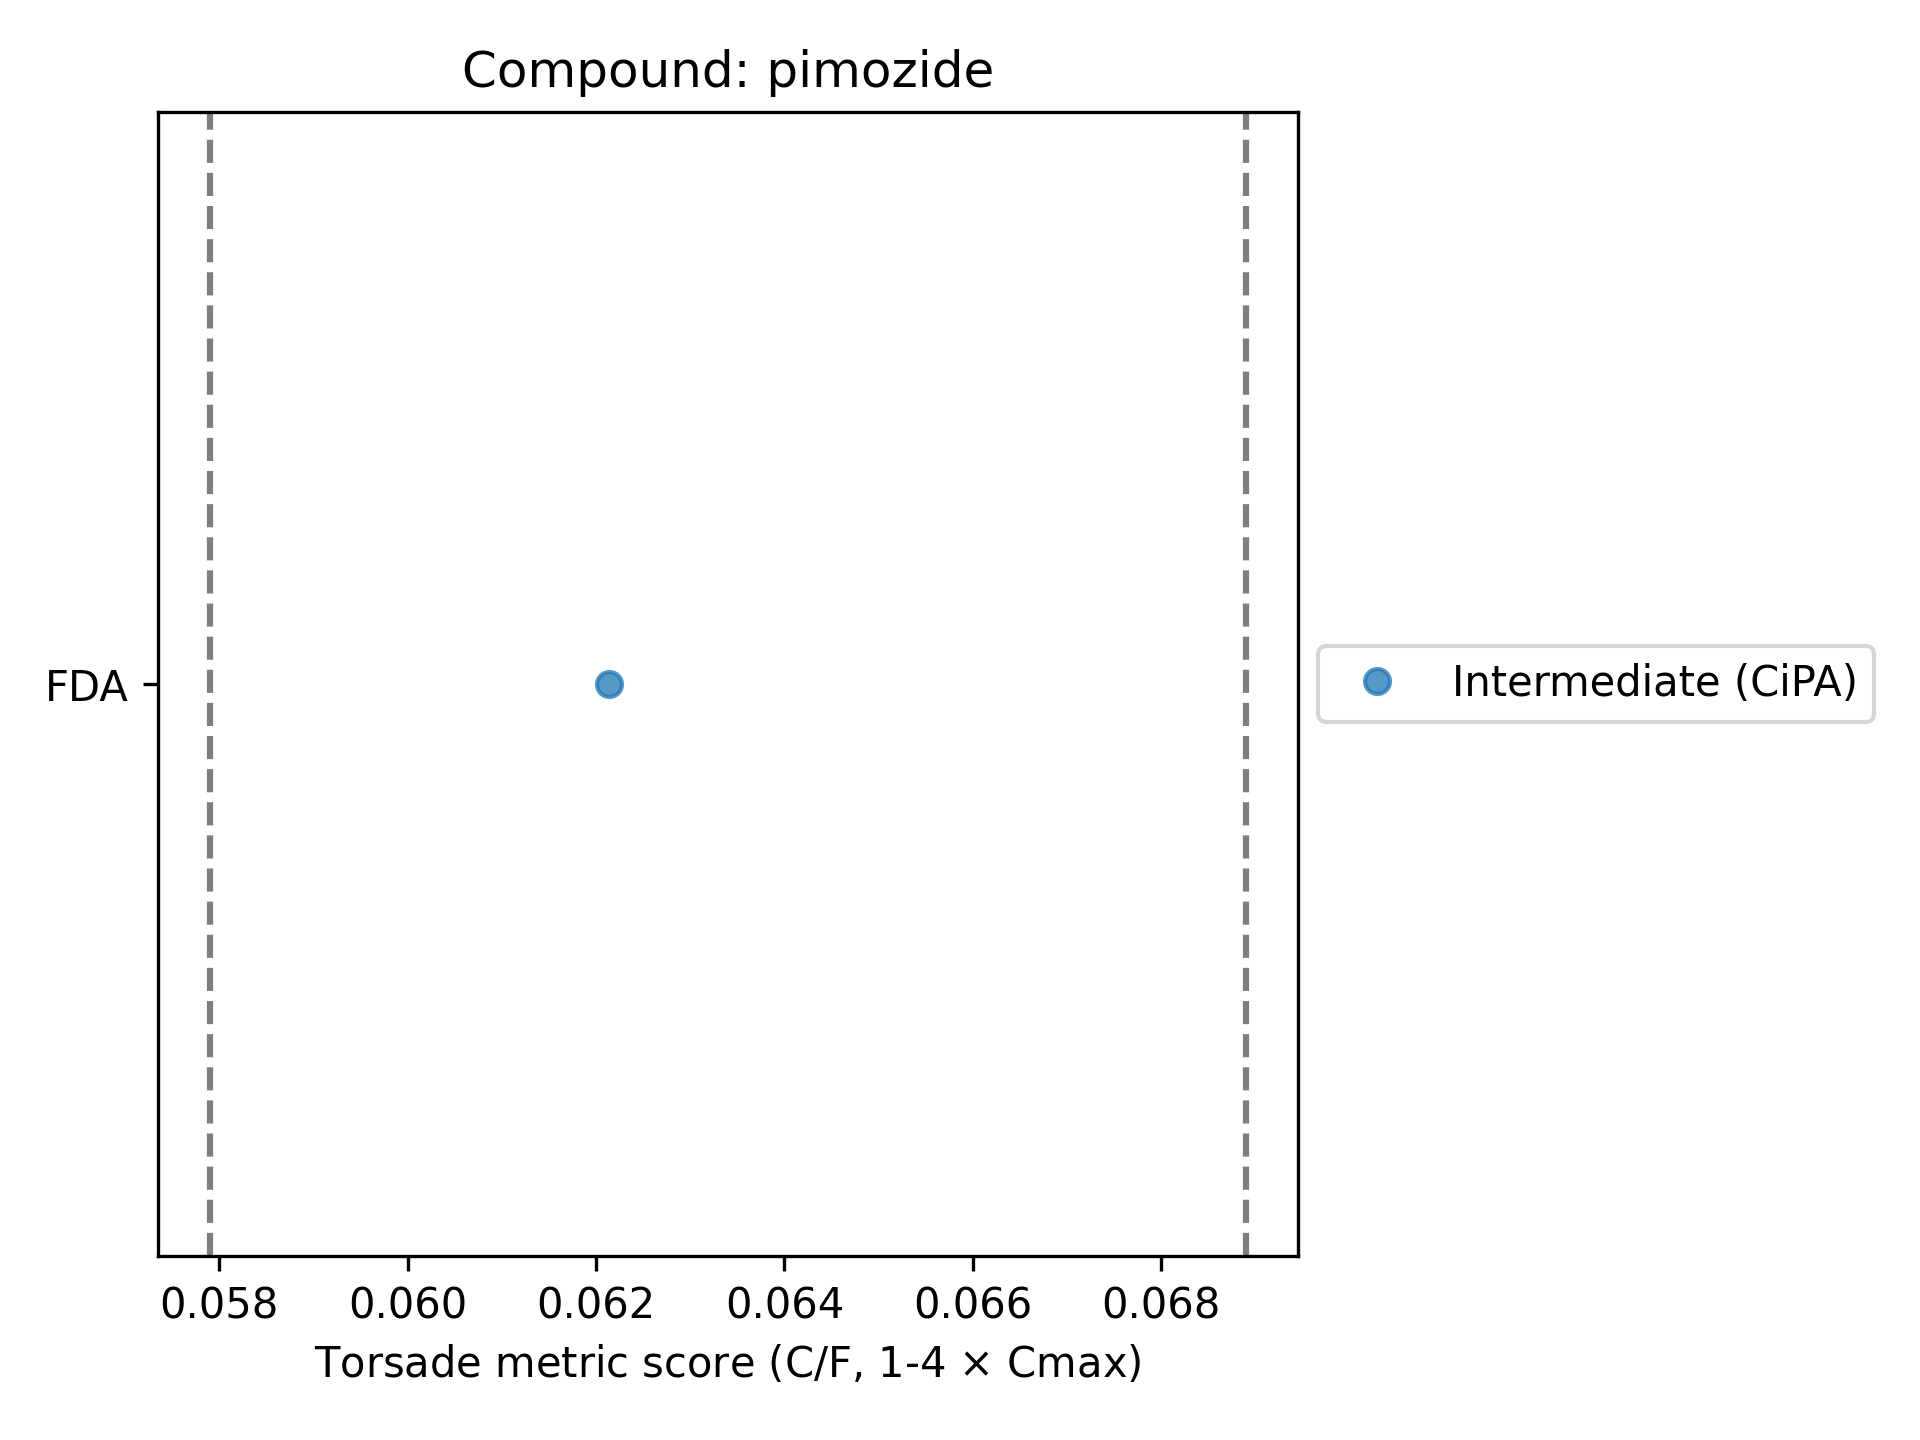 Compound: pimozide
FDA
Intermediate (CiPA)
0.058 0.060 0.062 0.064 0.066 0.068
Torsade metric score (C/F, 1-4 × Cmax)